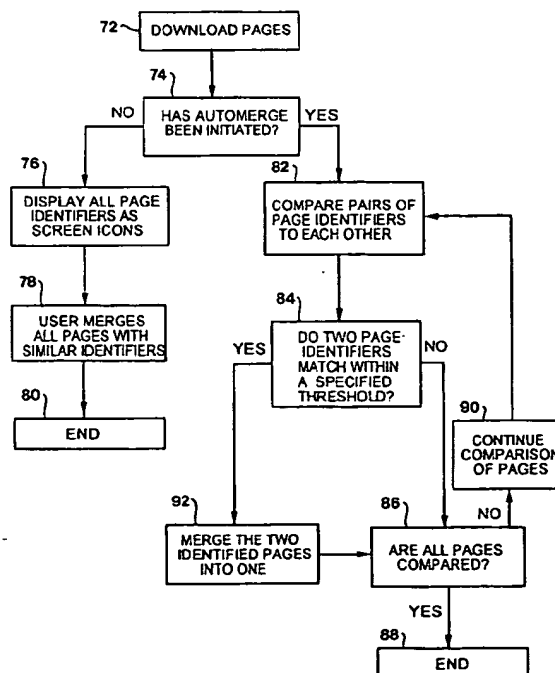 72
DOWNLOAD PAGES
74
HAS AUTOMERGE
BEEN INITIATED?
NO
YES
76
DISPLAY ALL PAGE
IDENTIFIERS AS
SCREEN ICONS
82
COMPARE PAIRS OF
PAGE IDENTIFIERS
TO EACH OTHER
78
USER MERGES
ALL PAGES WITH
SIMILAR IDENTIFIERS
84
DO TWO PAGE-
IDENTIFIERS
MATCH WITHIN
A SPECIFIED
THRESHOLD?
YES
NO
80
END
90
CONTINUE
COMPARISON
OF PAGES
92
MERGE THE TWO
IDENTIFIED PAGES
INTO ONE
86
ARE ALL PAGES
COMPARED?
NO
YES
88
END